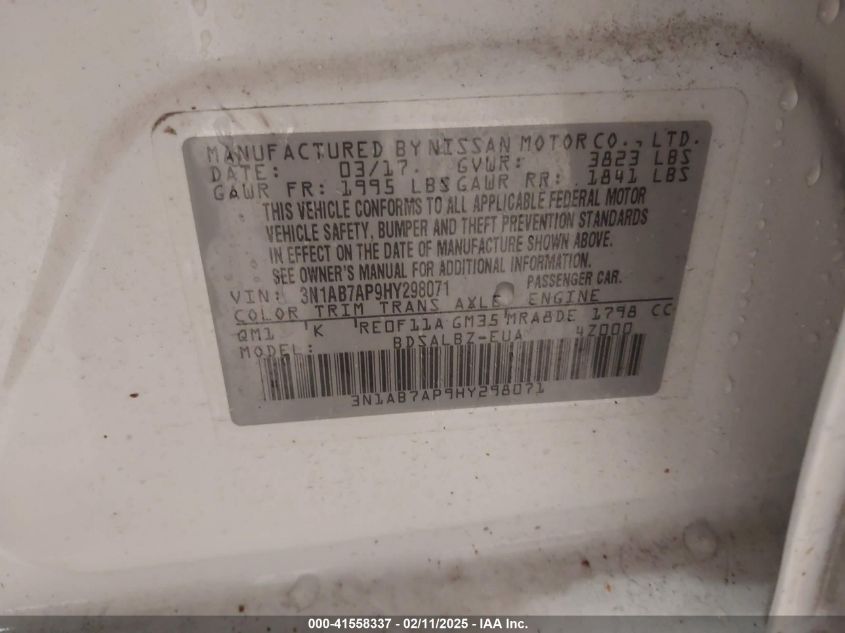 MANUFACTURED BY NISSAN MOTOR CO., LTD.
DATE: 03/17. GVWR: 3823 LBS
GAWR FR: 1995 LBS GAWR RR: 1841 LBS
THIS VEHICLE CONFORMS TO ALL APPLICABLE FEDERAL MOTOR
VEHICLE SAFETY, BUMPER AND THEFT PREVENTION STANDARDS
IN EFFECT ON THE DATE OF MANUFACTURE SHOWN ABOVE.
SEE OWNER'S MANUAL FOR ADDITIONAL INFORMATION.
VIN: 3N1AB7AP9HY298071 PASSENGER CAR.
COLOR TRIM TRANS AXLE ENGINE
QM1 K RE0F11A GM35 MRA8DE 1798 CC
MODEL: BDSALBZ-EUA 4Z000
3N1AB7AP9HY298071
000-41558337 - 02/11/2025 - IAA Inc.